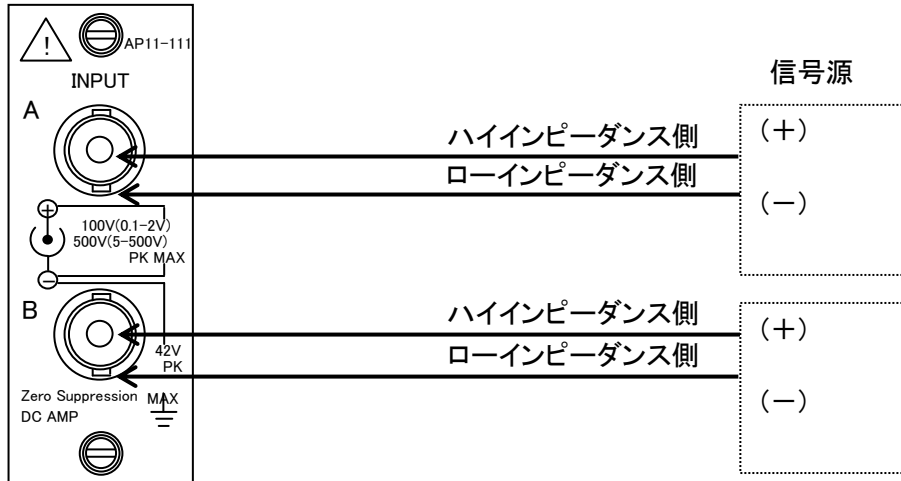 !
AP11-111
INPUT
A
100V(0.1-2V)
500V(5-500V)
PK MAX
B
42V
PK
MAX
Zero Suppression
DC AMP
信号源
ハイインピーダンス側
ローインピーダンス側
(+)
(-)
ハイインピーダンス側
ローインピーダンス側
(+)
(-)